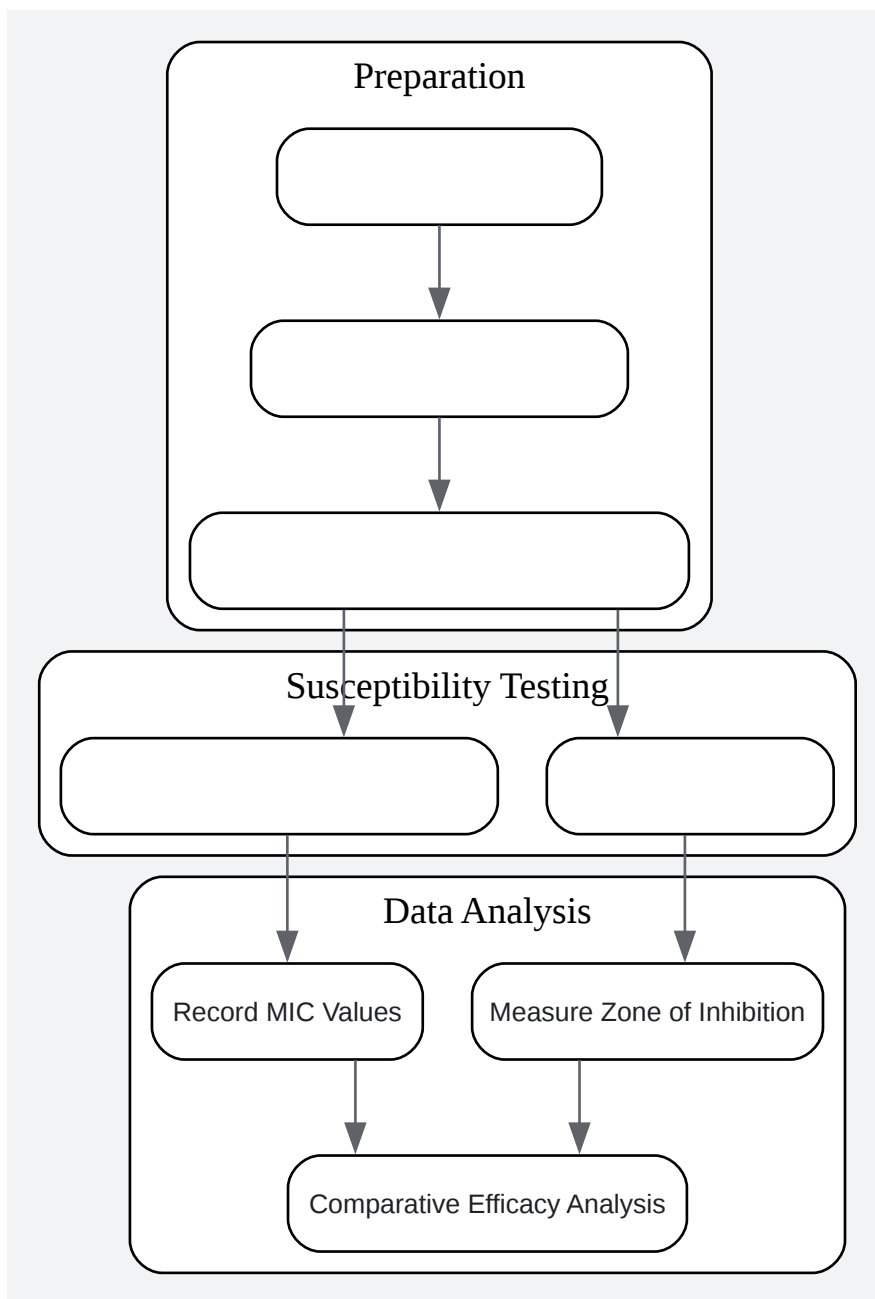 Preparation
Susceptibility Testing
Data Analysis
Record MIC Values
Measure Zone of Inhibition
Comparative Efficacy Analysis